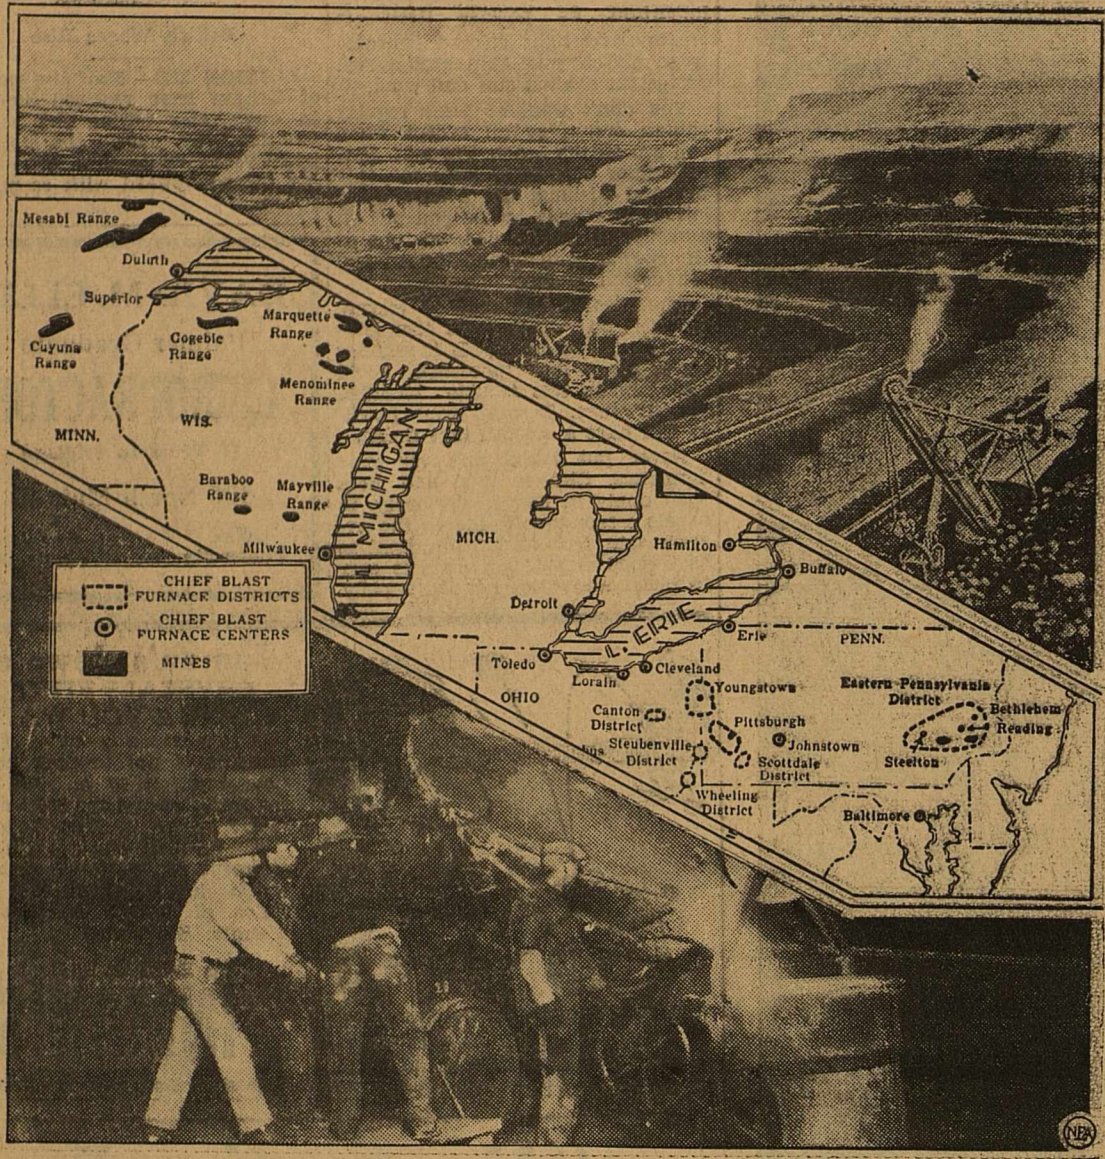 Mesabi Range
Duluth
Superior
Marquette
Range
Cuyuna
Range
Gogebic
Range
Menominee
Range
WIS.
MINN.
MICHIGAN
Baraboo
Range
Mayville
Range
MICH.
Milwaukee
Hamilton
Buffalo
CHIEF BLAST
FURNACE DISTRICTS
CHIEF BLAST
FURNACE CENTERS
MINES
Detroit
L. ERIE
Erie
PENN.
Toledo
Cleveland
Lorain
OHIO
Youngstown
Eastern Pennsylvania
District
Canton
District
Bethlehem
Reading
Pittsburgh
Johnstown
Steubenville
District
Scottdale
District
Steelton
Wheeling
District
Baltimore
NEA